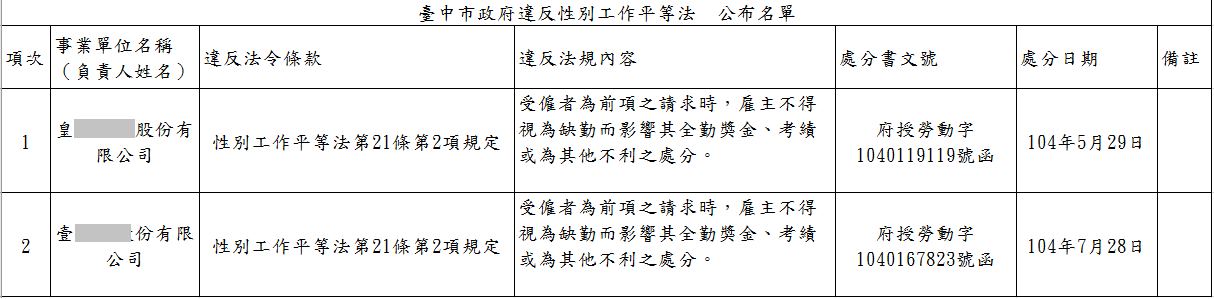 臺中市政府違反性別工作平等法　公布名單
項次
事業單位名稱
（負責人姓名）
違反法令條款
違反法規內容
處分書文號
處分日期
備註
1
皇 股份有
限公司
性別工作平等法第21條第2項規定
受僱者為前項之請求時，雇主不得
視為缺勤而影響其全勤獎金、考績
或為其他不利之處分。
府授勞動字
1040119119號函
104年5月29日
2
壹 份有限
公司
性別工作平等法第21條第2項規定
受僱者為前項之請求時，雇主不得
視為缺勤而影響其全勤獎金、考績
或為其他不利之處分。
府授勞動字
1040167823號函
104年7月28日